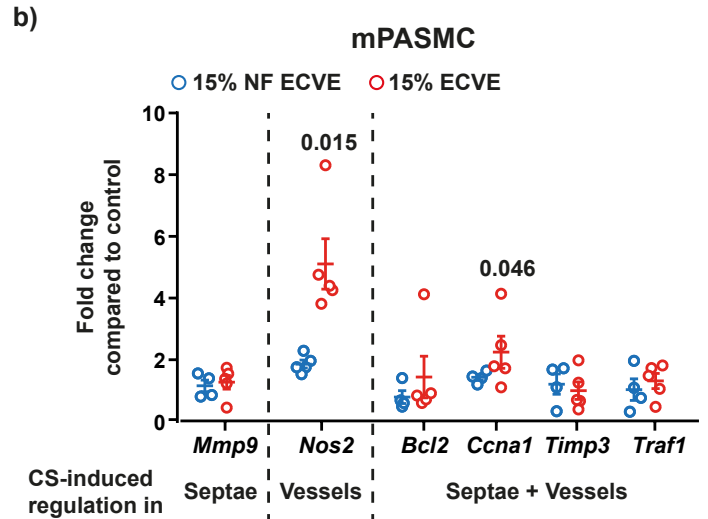 b)
mPASMC
15% NF ECVE 15% ECVE
Fold change
compared to control
10
8
6
4
2
0
0.015
0.046
Mmp9 Nos2 Bcl2 Ccna1 Timp3 Traf1
CS-induced
regulation in
Septae Vessels Septae + Vessels